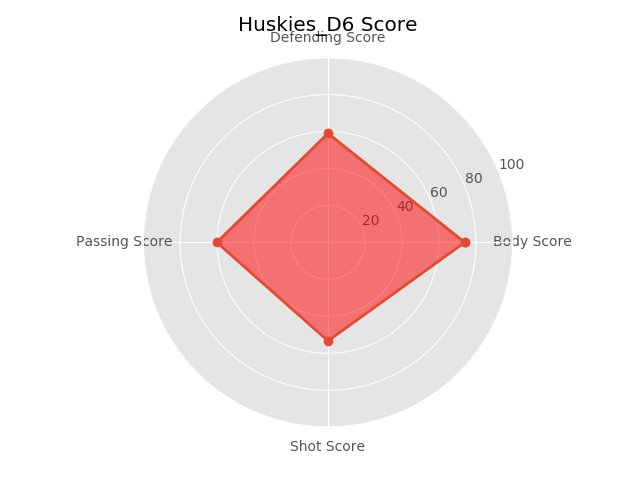 Huskies_D6 Score
Defending Score
100
80
60
40
20
Passing Score
Body Score
Shot Score